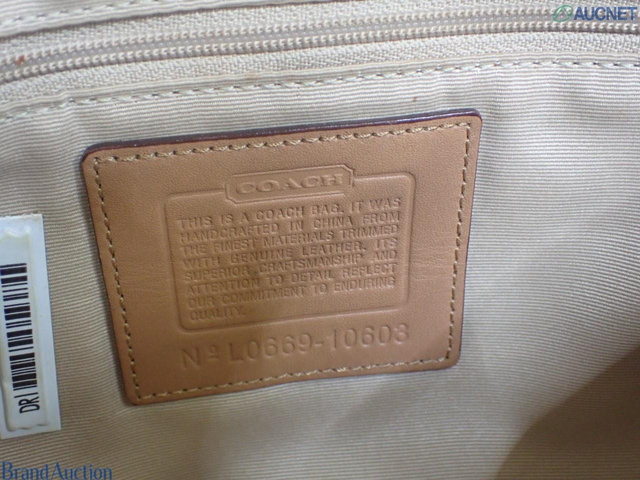 AUCNET
COACH
THIS IS A COACH BAG. IT WAS
HANDCRAFTED IN CHINA FROM
THE FINEST MATERIALS TRIMMED
WITH GENUINE LEATHER. ITS
SUPERIOR CRAFTSMANSHIP AND
ATTENTION TO DETAIL REFLECT
OUR COMMITMENT TO ENDURING
QUALITY.
Nº L0669-10603
DRI
Brand Auction